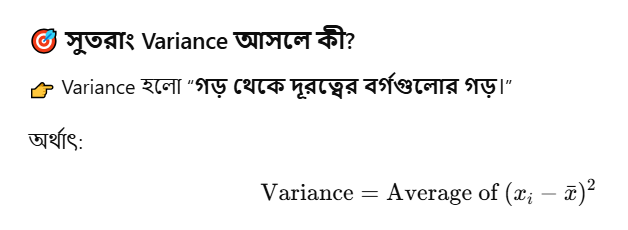 🎯 সুতরাং Variance আসলে কী?
👉 Variance হলো “গড় থেকে দূরত্বের বর্গগুলোর গড়।”
অর্থাৎ:
Variance = Average of (xᵢ − x̄)²